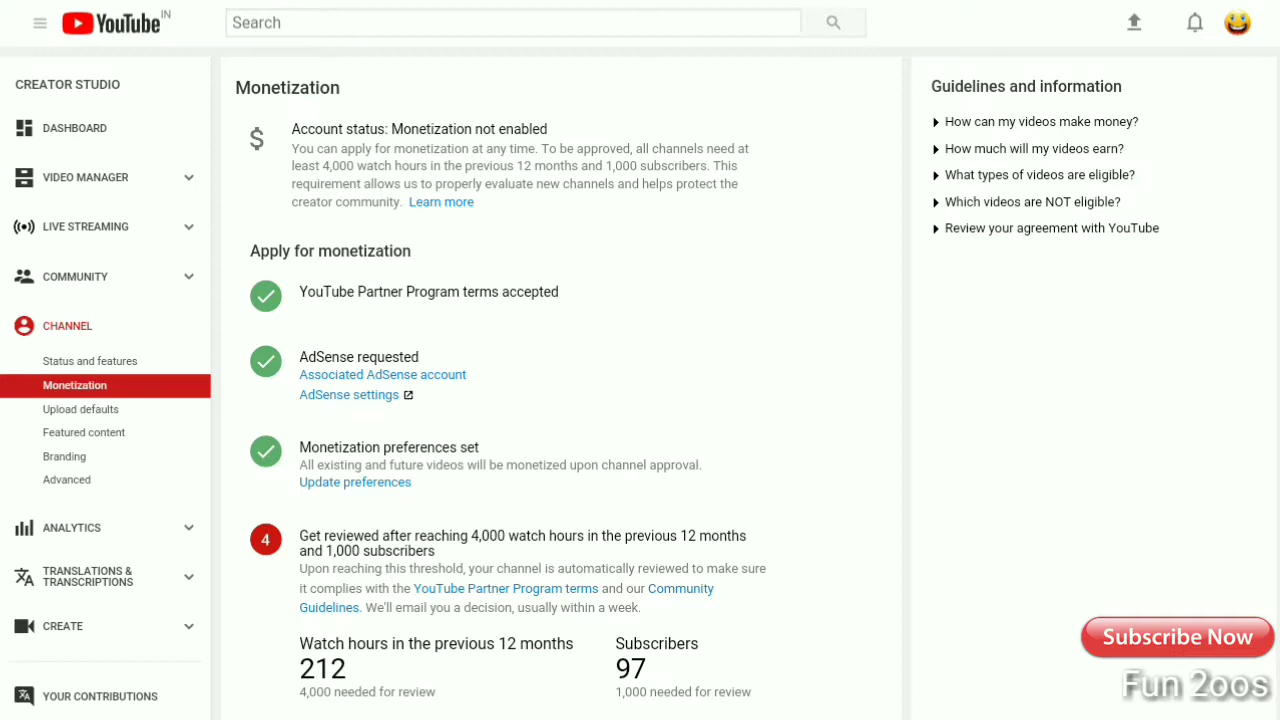 YouTube IN
Search
CREATOR STUDIO
DASHBOARD
VIDEO MANAGER
LIVE STREAMING
COMMUNITY
CHANNEL
Status and features
Monetization
Upload defaults
Featured content
Branding
Advanced
ANALYTICS
TRANSLATIONS &
TRANSCRIPTIONS
CREATE
YOUR CONTRIBUTIONS
Monetization
$
Account status: Monetization not enabled
You can apply for monetization at any time. To be approved, all channels need at
least 4,000 watch hours in the previous 12 months and 1,000 subscribers. This
requirement allows us to properly evaluate new channels and helps protect the
creator community. Learn more
Apply for monetization
YouTube Partner Program terms accepted
AdSense requested
Associated AdSense account
AdSense settings
Monetization preferences set
All existing and future videos will be monetized upon channel approval.
Update preferences
4
Get reviewed after reaching 4,000 watch hours in the previous 12 months
and 1,000 subscribers
Upon reaching this threshold, your channel is automatically reviewed to make sure
it complies with the YouTube Partner Program terms and our Community
Guidelines. We'll email you a decision, usually within a week.
Watch hours in the previous 12 months
212
4,000 needed for review
Subscribers
97
1,000 needed for review
Guidelines and information
How can my videos make money?
How much will my videos earn?
What types of videos are eligible?
Which videos are NOT eligible?
Review your agreement with YouTube
Subscribe Now
Fun 2oos